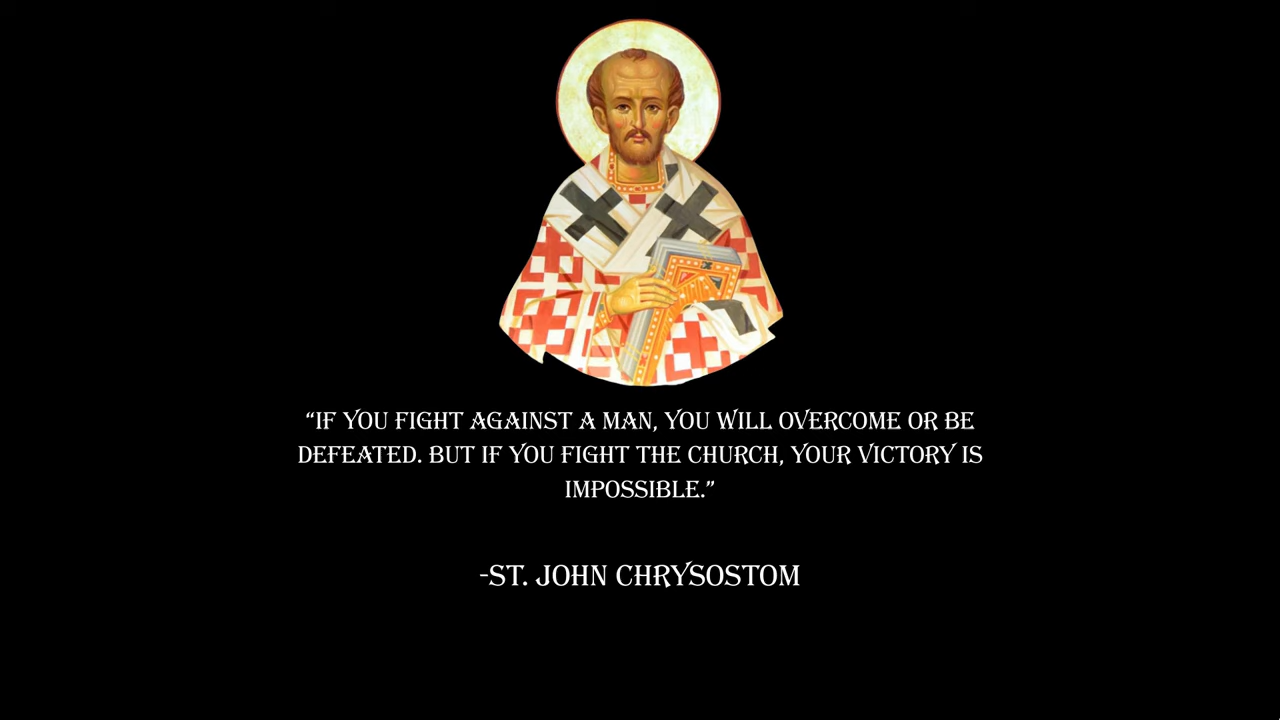 “IF YOU FIGHT AGAINST A MAN, YOU WILL OVERCOME OR BE
DEFEATED. BUT IF YOU FIGHT THE CHURCH, YOUR VICTORY IS
IMPOSSIBLE.”
-ST. JOHN CHRYSOSTOM